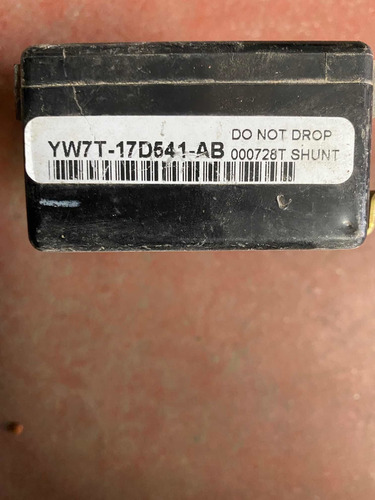 DO NOT DROP
YW7T-17D541-AB 000728T SHUNT